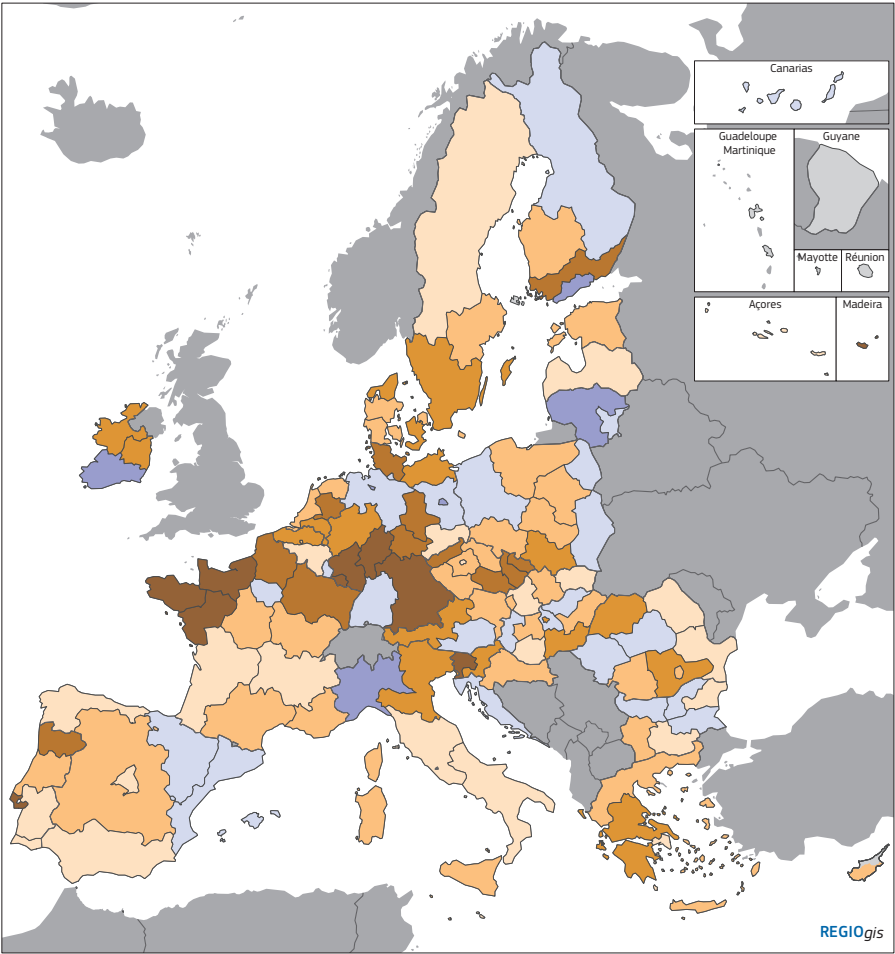 Canarias
Guadeloupe
Martinique
Guyane
Mayotte
Réunion
Açores
Madeira
REGIOgis